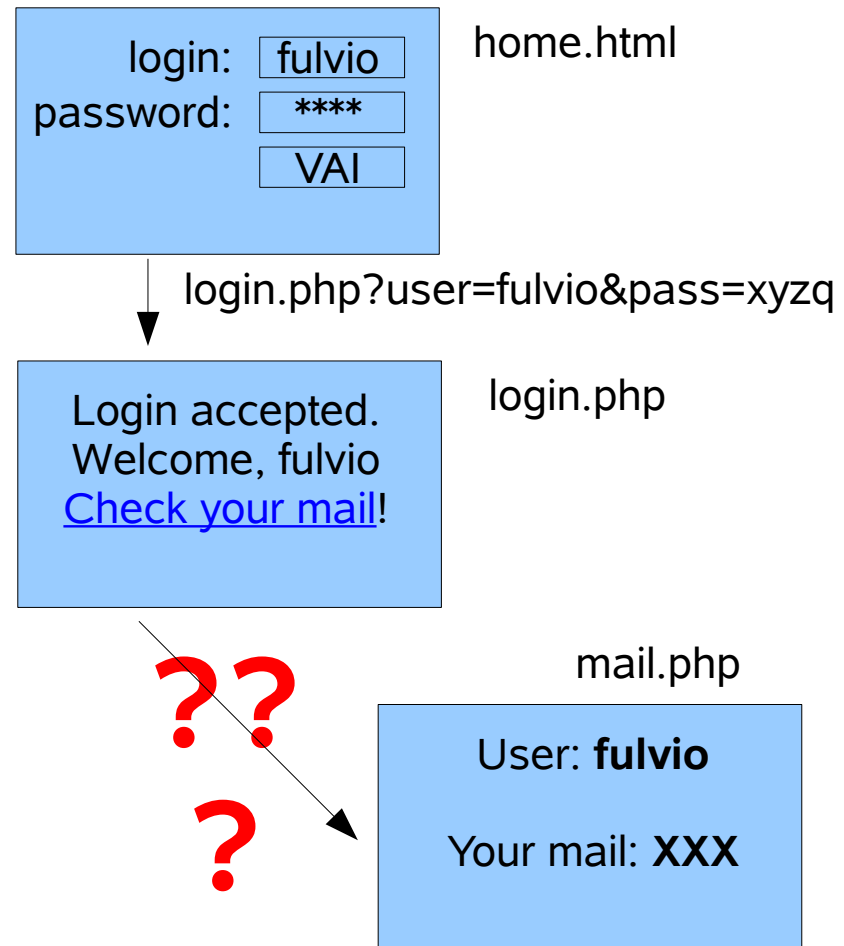 login: fulvio
home.html
password: ****
VAI
login.php?user=fulvio&pass=xyzq
login.php
Login accepted.
Welcome, fulvio
Check your mail!
??
?
mail.php
User: fulvio
Your mail: XXX